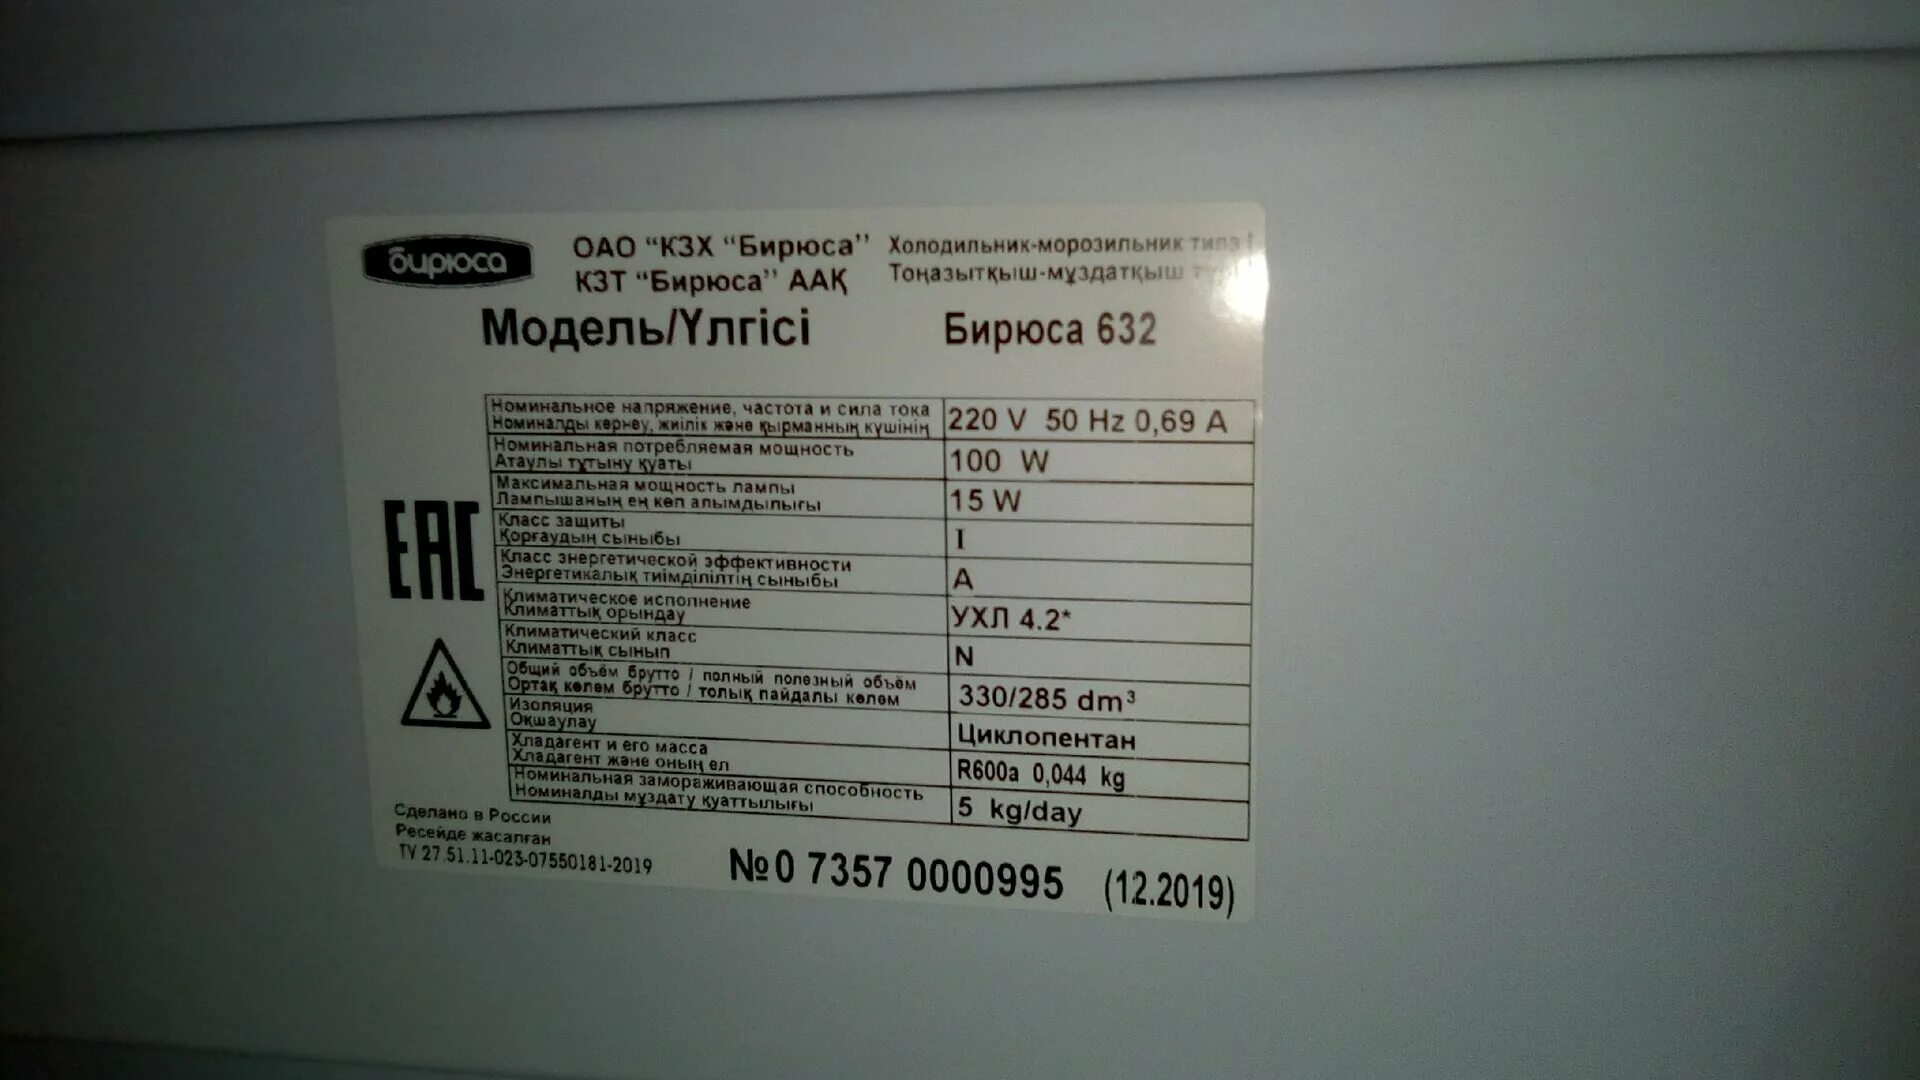 бирюса
ОАО "КЗХ "Бирюса"
КЗТ "Бирюса" ААҚ
Холодильник-морозильник типа I
Тоңазытқыш-мұздатқыш
Модель/Үлгісі Бирюса 632
Номинальное напряжение, частота и сила тока
Номиналды кернеу, жиілік және қырманның күшінің
220 V 50 Hz 0,69 A
Номинальная потребляемая мощность
Атаулы тұтыну қуаты
100 W
Максимальная мощность лампы
Лампышаның ең көп алымдылығы
15 W
Класс защиты
Қорғаудың сыныбы
I
Класс энергетической эффективности
Энергетикалық тиімділілтің сыныбы
A
Климатическое исполнение
Климаттық орындау
УХЛ 4.2*
Климатический класс
Климаттық сынып
N
Общий объём брутто / полный полезный объём
Ортақ көлем брутто / толық пайдалы көлем
330/285 dm³
Изоляция
Оқшаулау
Циклопентан
Хладагент и его масса
Хладагент және оның ел
R600a 0,044 kg
Номинальная замораживающая способность
Номиналды мұздату қуаттылығы
5 kg/day
EAC
Сделано в России
Ресейде жасалған
ТУ 27.51.11-023-07550181-2019
№0 7357 0000995 (12.2019)